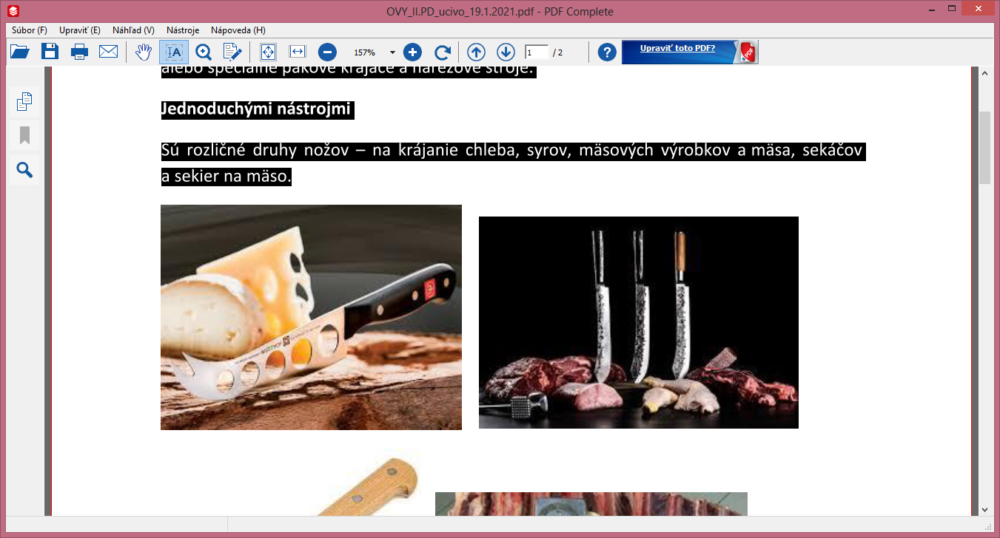 OVY_II.PD_ucivo_19.1.2021.pdf - PDF Complete
Súbor (F) Upraviť (E) Náhľad (V) Nástroje Nápoveda (H)
157% 1 / 2 ? Upraviť toto PDF? PDF
alebo špeciálne pákové krájače a nárezové stroje.
Jednoduchými nástrojmi
Sú rozličné druhy nožov – na krájanie chleba, syrov, mäsových výrobkov a mäsa, sekáčov
a sekier na mäso.
WÜSTHOF